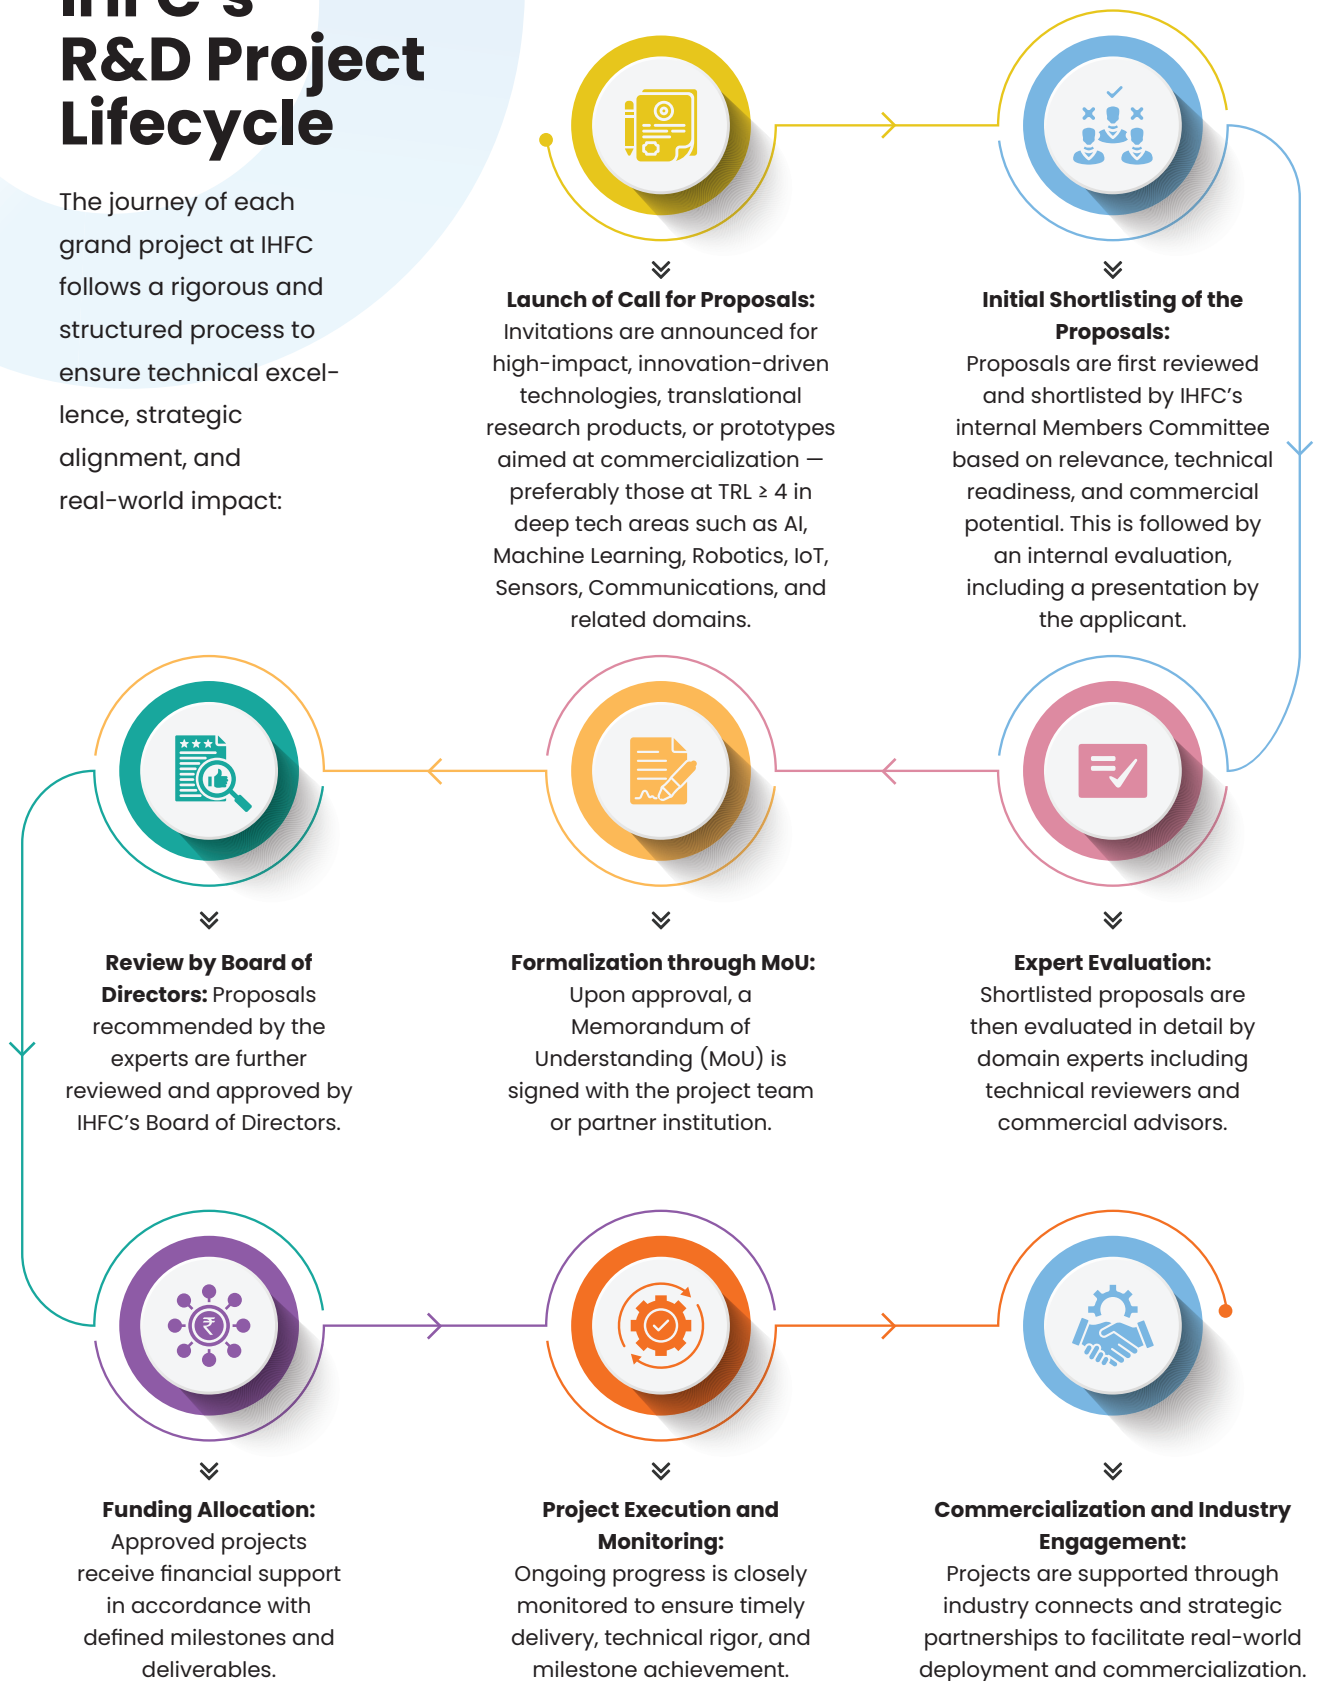 IHFC's
R&D Project
Lifecycle
The journey of each
grand project at IHFC
follows a rigorous and
structured process to
ensure technical excel-
lence, strategic
alignment, and
real-world impact:
Launch of Call for Proposals:
Invitations are announced for
high-impact, innovation-driven
technologies, translational
research products, or prototypes
aimed at commercialization —
preferably those at TRL ≥ 4 in
deep tech areas such as AI,
Machine Learning, Robotics, IoT,
Sensors, Communications, and
related domains.
Initial Shortlisting of the
Proposals:
Proposals are first reviewed
and shortlisted by IHFC’s
internal Members Committee
based on relevance, technical
readiness, and commercial
potential. This is followed by
an internal evaluation,
including a presentation by
the applicant.
Expert Evaluation:
Shortlisted proposals are
then evaluated in detail by
domain experts including
technical reviewers and
commercial advisors.
Formalization through MoU:
Upon approval, a
Memorandum of
Understanding (MoU) is
signed with the project team
or partner institution.
Review by Board of
Directors: Proposals
recommended by the
experts are further
reviewed and approved by
IHFC’s Board of Directors.
₹
Funding Allocation:
Approved projects
receive financial support
in accordance with
defined milestones and
deliverables.
Project Execution and
Monitoring:
Ongoing progress is closely
monitored to ensure timely
delivery, technical rigor, and
milestone achievement.
Commercialization and Industry
Engagement:
Projects are supported through
industry connects and strategic
partnerships to facilitate real-world
deployment and commercialization.